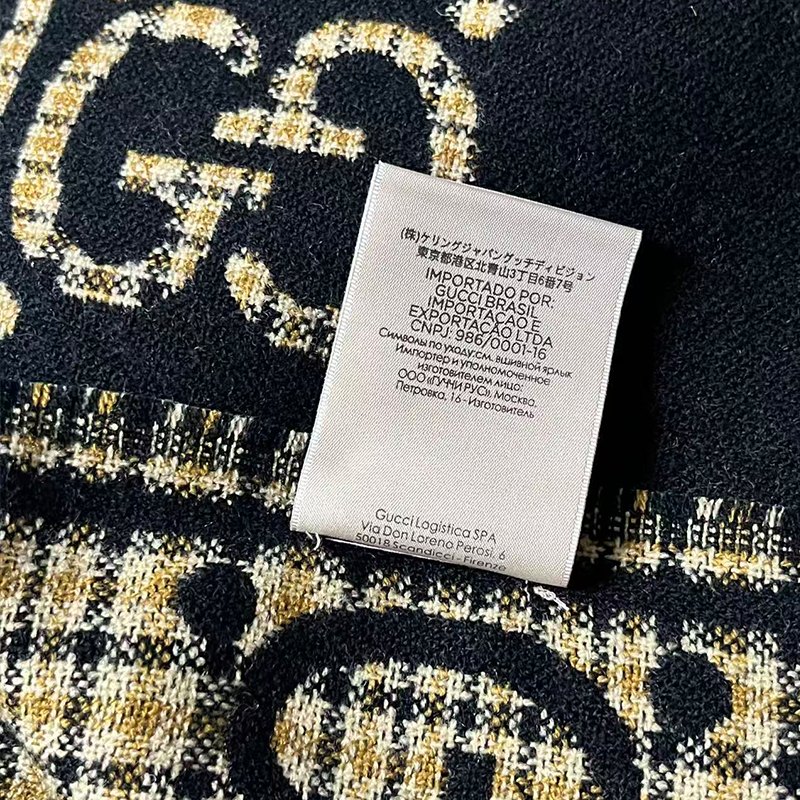 GG
(株)ケリングジャパングッチディビジョン
東京都港区北青山3丁目6番7号
IMPORTADO POR:
GUCCI BRASIL
IMPORTACAO E
EXPORTACAO LTDA
CNPJ: 986/0001-16
Символы по уходу:см. вшивной ярлык
Импортер и уполномоченное
изготовителем лицо:
ООО «ГУЧЧИ РУС», Москва.
Петровка, 16 - Изготовитель
Gucci Logistica SPA
Via Don Loreno Perosi, 6
50018 Scandicci - Firenze